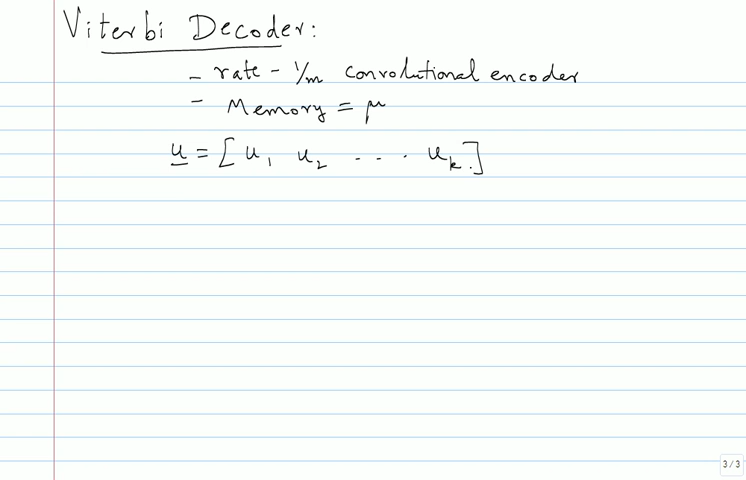 Viterbi Decoder:
- rate - 1/m convolutional encoder
- Memory = μ
u = [ u1 u2 ... . uk. ]
3/3